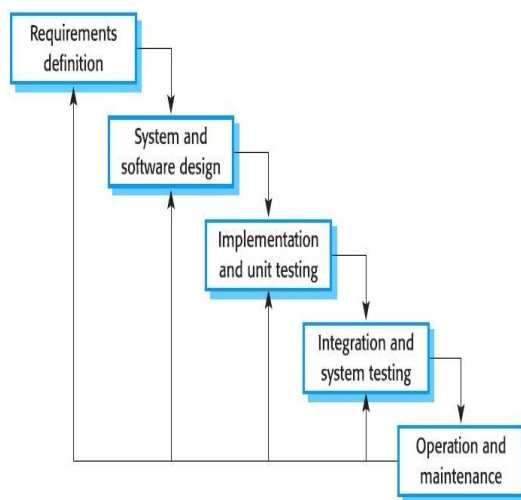 Requirements
definition
System and
software design
Implementation
and unit testing
Integration and
system testing
Operation and
maintenance